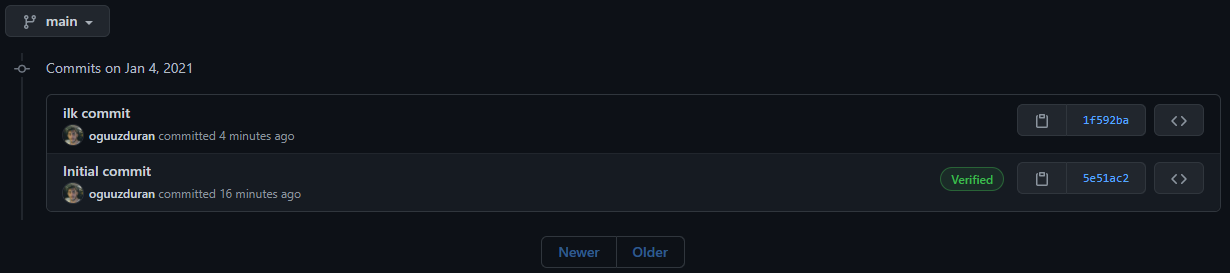 main
Commits on Jan 4, 2021
ilk commit
oguuzduran committed 4 minutes ago
1f592ba
Initial commit
oguuzduran committed 16 minutes ago
Verified
5e51ac2
Newer
Older